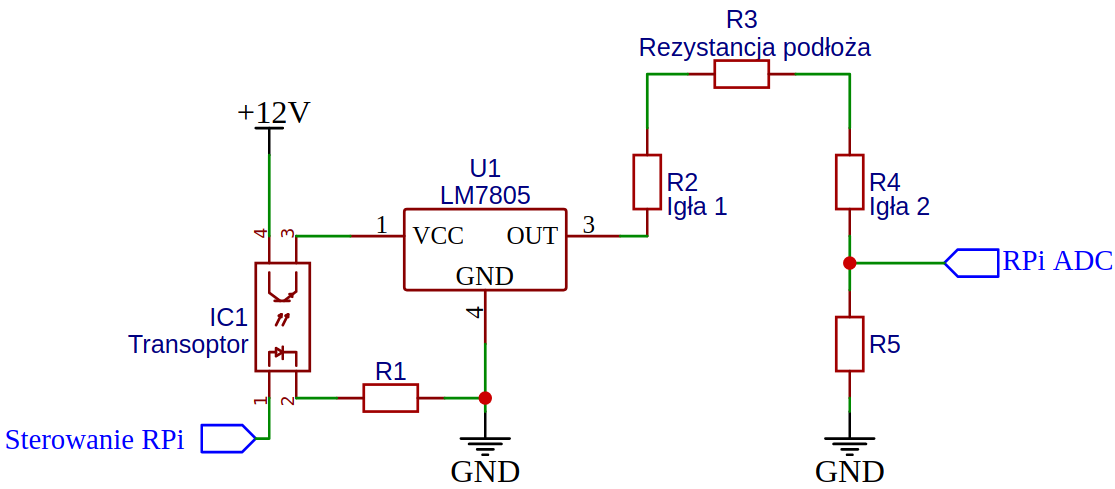 R3
Rezystancja podłoża
+12V
U1
LM7805
R2
Igła 1
R4
Igła 2
4
3
1
VCC
OUT
3
GND
RPi ADC
4
IC1
Transoptor
R1
R5
1
2
Sterowanie RPi
GND
GND